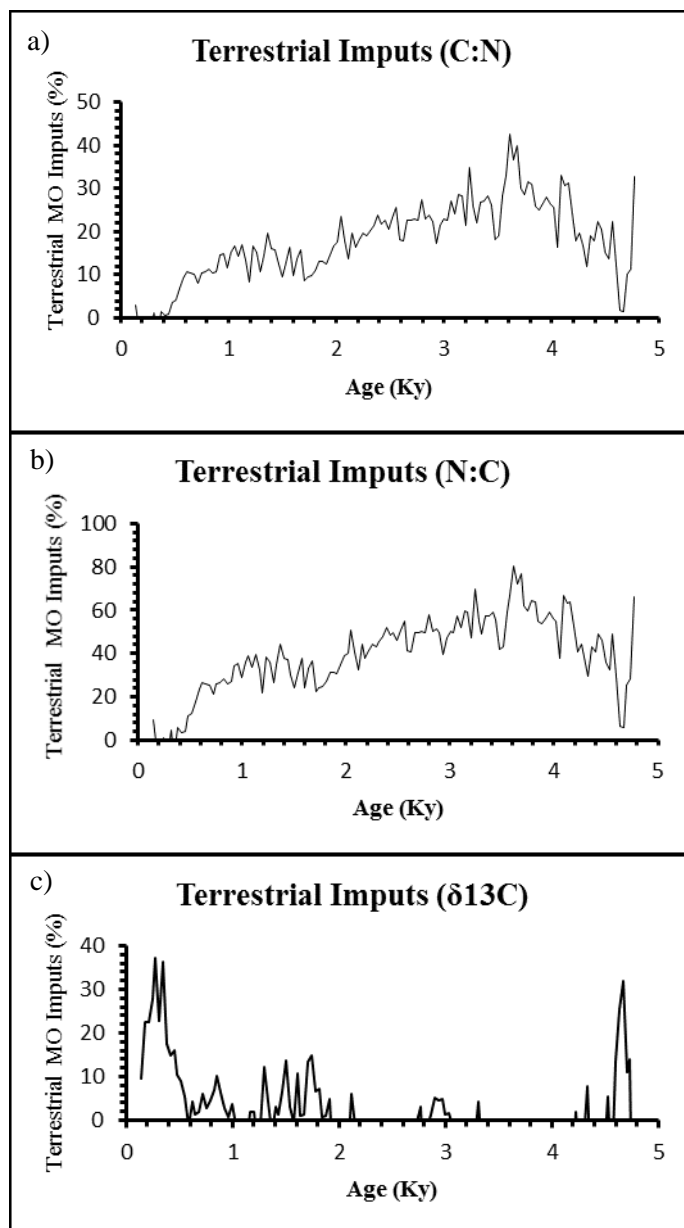 a)
Terrestrial Imputs (C:N)
Terrestrial MO Imputs (%)
50
40
30
20
10
0
0 1 2 3 4 5
Age (Ky)
b)
Terrestrial Imputs (N:C)
Terrestrial MO Imputs (%)
100
80
60
40
20
0
0 1 2 3 4 5
Age (Ky)
c)
Terrestrial Imputs (δ13C)
Terrestrial MO Imputs (%)
40
30
20
10
0
0 1 2 3 4 5
Age (Ky)